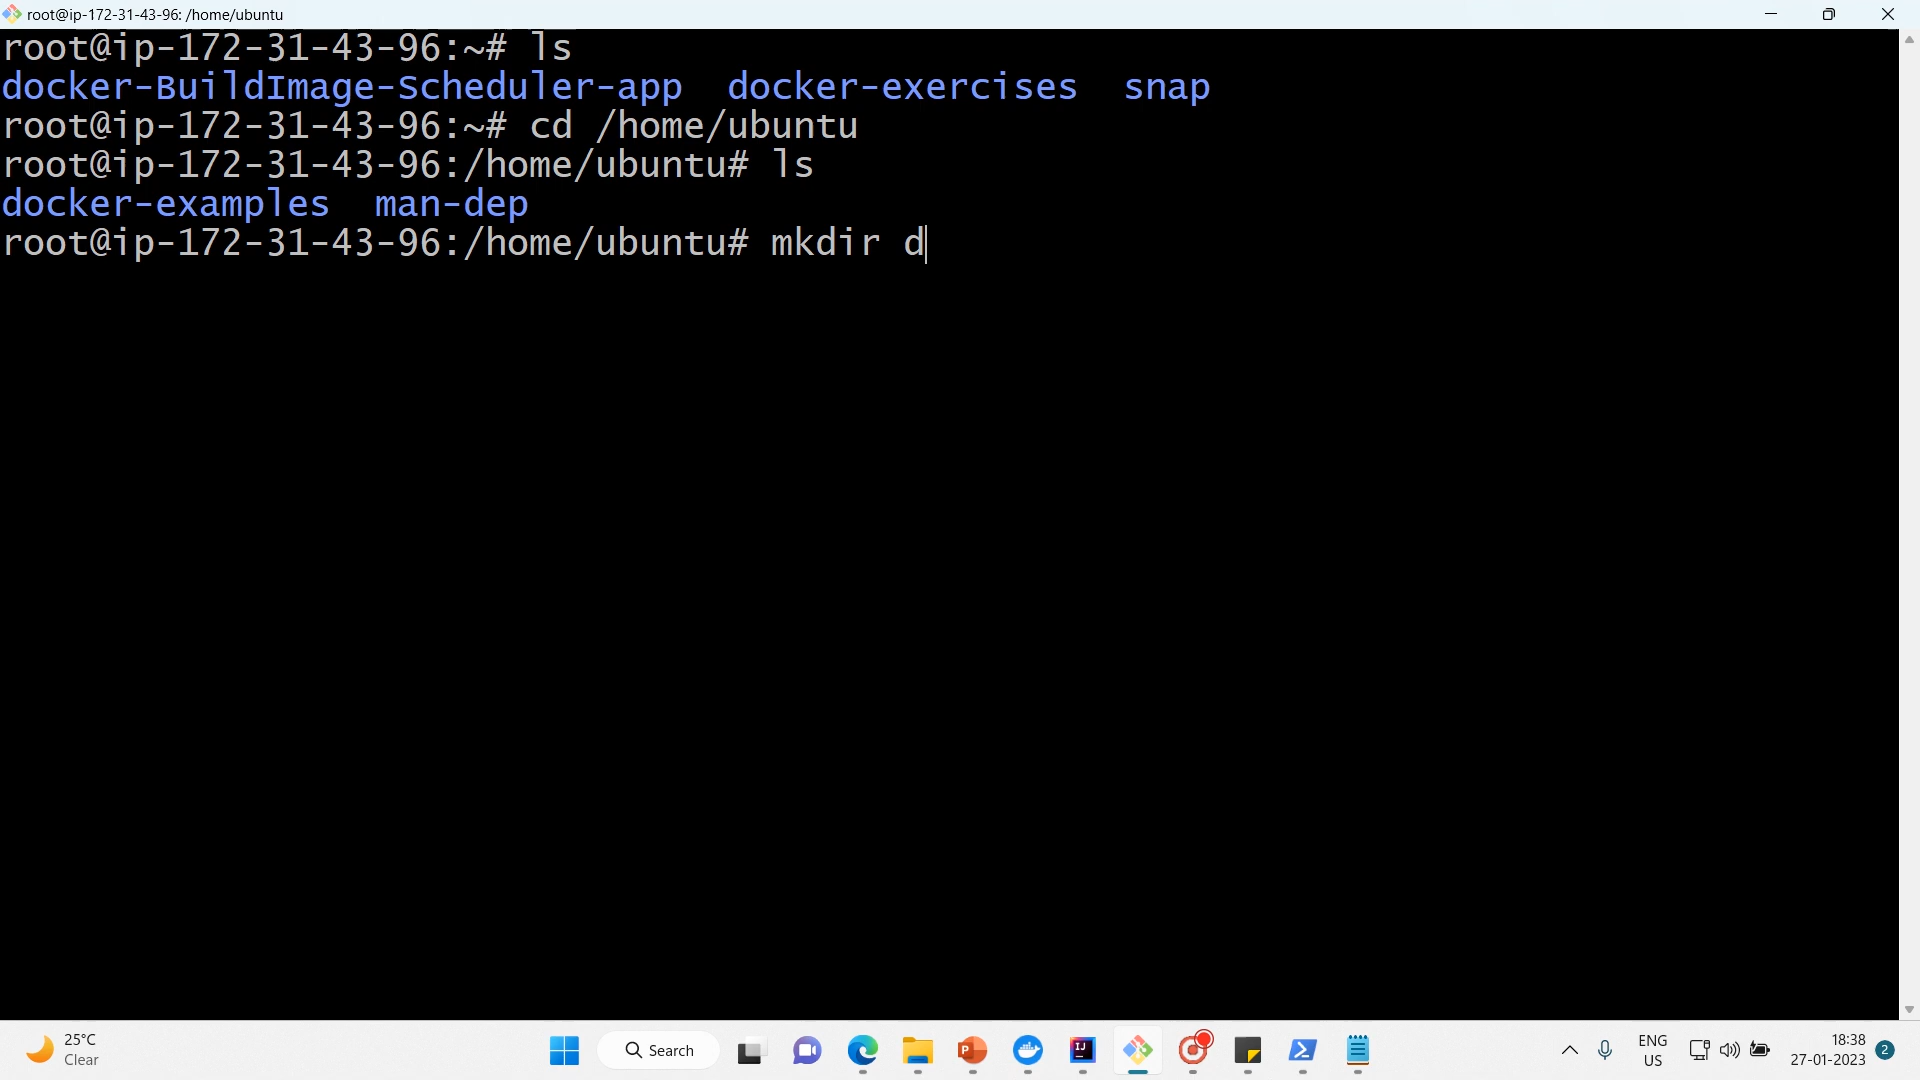 root@ip-172-31-43-96: /home/ubuntu
root@ip-172-31-43-96:~# ls
docker-BuildImage-Scheduler-app  docker-exercises  snap
root@ip-172-31-43-96:~# cd /home/ubuntu
root@ip-172-31-43-96:/home/ubuntu# ls
docker-examples  man-dep
root@ip-172-31-43-96:/home/ubuntu# mkdir d
25°C
Clear
Search
P
IJ
ENG
US
18:38
27-01-2023
2